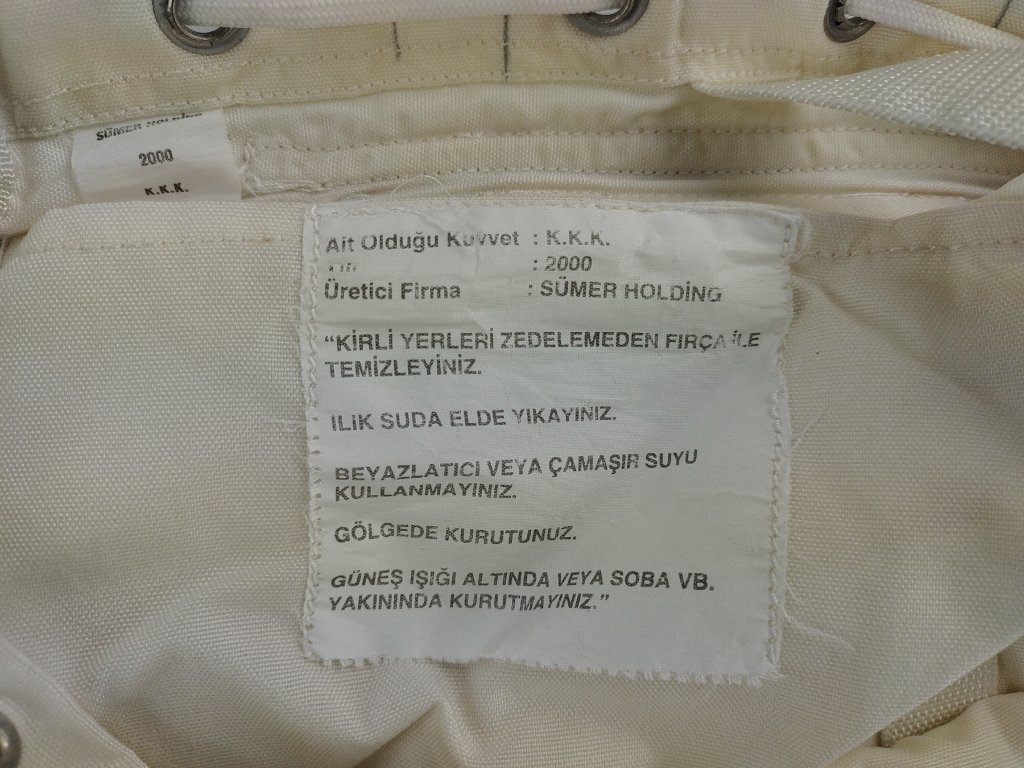 SÜMER HOLDİNG
2000
K.K.K.
Ait Olduğu Kuvvet : K.K.K.
: 2000
Üretici Firma : SÜMER HOLDİNG
“KİRLİ YERLERİ ZEDELEMEDEN FIRÇA İLE
TEMİZLEYİNİZ.
ILIK SUDA ELDE YIKAYINIZ.
BEYAZLATICI VEYA ÇAMAŞIR SUYU
KULLANMAYINIZ.
GÖLGEDE KURUTUNUZ.
GÜNEŞ IŞIĞI ALTINDA VEYA SOBA VB.
YAKININDA KURUTMAYINIZ.”